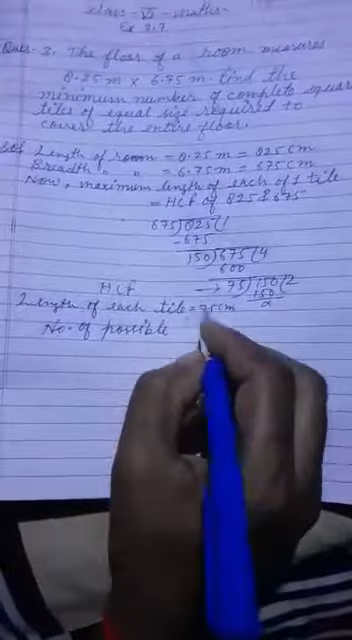 class - VI - maths -
Ex 3.7
Ques - 3. The floor of a room measures
8.25 m x 6.75 m. find the
minimum number of complete square
tiles of equal size required to
cover the entire floor.
Sol Length of room = 8.25 m = 825 cm
Breadth " " = 6.75 m = 675 cm
Now, maximum length of each of 1 tile
= HCF of 825 & 675
675)825(1
-675
150)675(4
600
HCF → 75)150(2
150
Length of each tile = 75cm
No. of possible